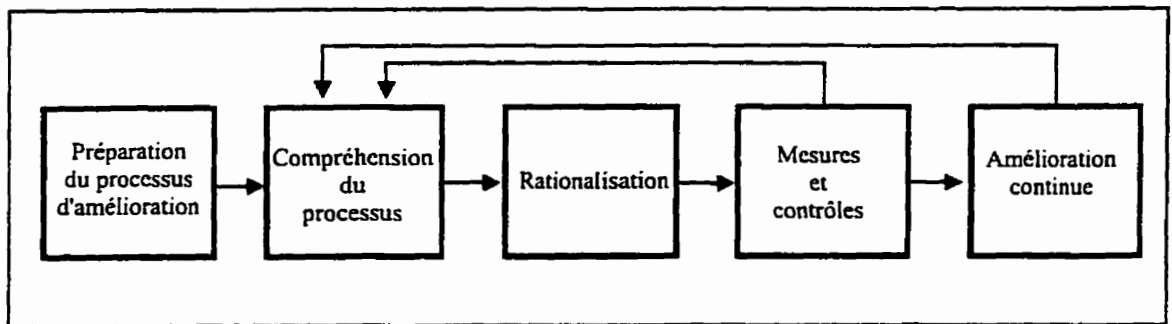 Préparation
du processus
d'amélioration
Compréhension
du
processus
Rationalisation
Mesures
et
contrôles
Amélioration
continue